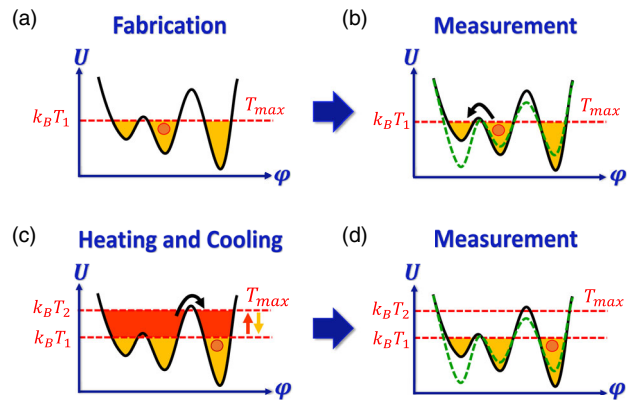 (a) Fabrication
U
k_BT_1
T_max
φ
(b) Measurement
U
k_BT_1
T_max
φ
(c) Heating and Cooling
U
k_BT_2
T_max
k_BT_1
φ
(d) Measurement
U
k_BT_2
T_max
k_BT_1
φ